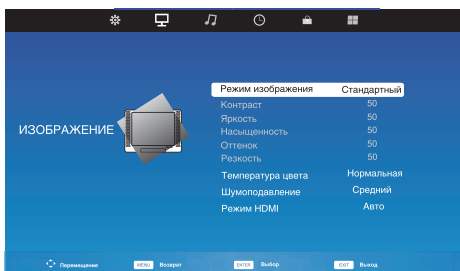 Режим изображения Стандартный
Контраст 50
Яркость 50
Насыщенность 50
Оттенок 50
Резкость 50
Температура цвета Нормальная
Шумоподавление Средний
Режим HDMI Авто
ИЗОБРАЖЕНИЕ
Перемещение MENU Возврат ENTER Выбор EXIT Выход